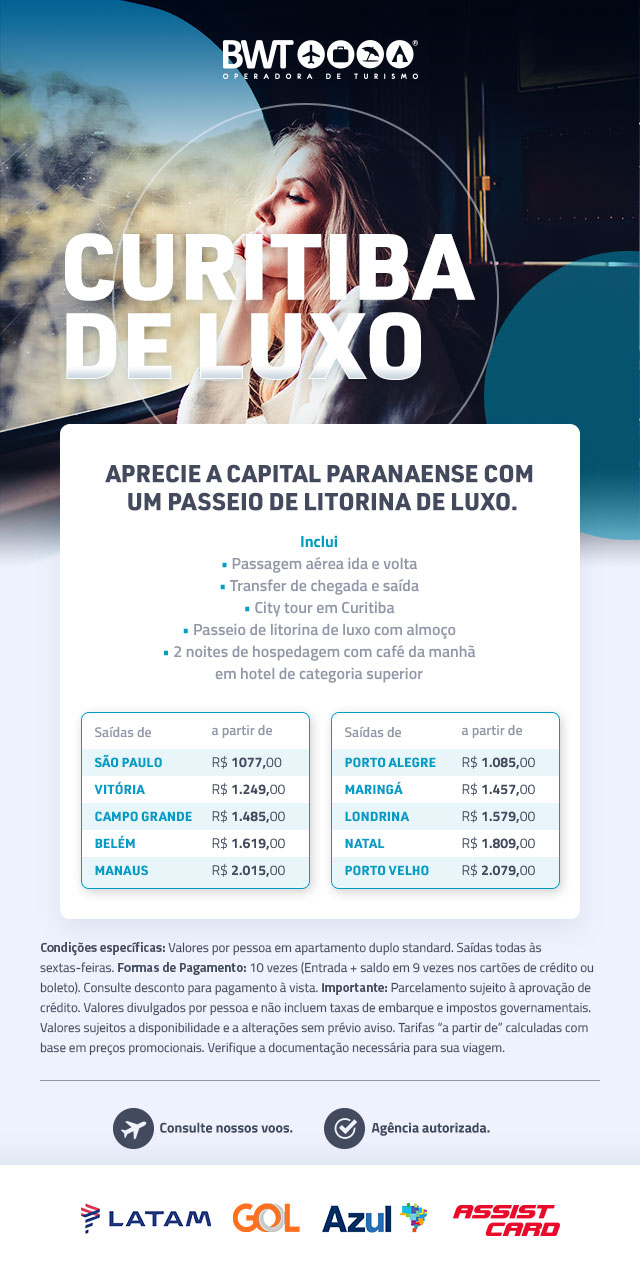 BWT®
OPERADORA DE TURISMO
CURITIBA
DE LUXO
APRECIE A CAPITAL PARANAENSE COM
UM PASSEIO DE LITORINA DE LUXO.
Inclui
▪ Passagem aérea ida e volta
▪ Transfer de chegada e saída
▪ City tour em Curitiba
▪ Passeio de litorina de luxo com almoço
▪ 2 noites de hospedagem com café da manhã
em hotel de categoria superior
Saídas de a partir de
SÃO PAULO R$ 1077,00
VITÓRIA R$ 1.249,00
CAMPO GRANDE R$ 1.485,00
BELÉM R$ 1.619,00
MANAUS R$ 2.015,00
Saídas de a partir de
PORTO ALEGRE R$ 1.085,00
MARINGÁ R$ 1.457,00
LONDRINA R$ 1.579,00
NATAL R$ 1.809,00
PORTO VELHO R$ 2.079,00
Condições específicas: Valores por pessoa em apartamento duplo standard. Saídas todas às
sextas-feiras. Formas de Pagamento: 10 vezes (Entrada + saldo em 9 vezes nos cartões de crédito ou
boleto). Consulte desconto para pagamento à vista. Importante: Parcelamento sujeito à aprovação de
crédito. Valores divulgados por pessoa e não incluem taxas de embarque e impostos governamentais.
Valores sujeitos a disponibilidade e a alterações sem prévio aviso. Tarifas “a partir de” calculadas com
base em preços promocionais. Verifique a documentação necessária para sua viagem.
Consulte nossos voos. Agência autorizada.
LATAM GOL Azul ASSIST
CARD